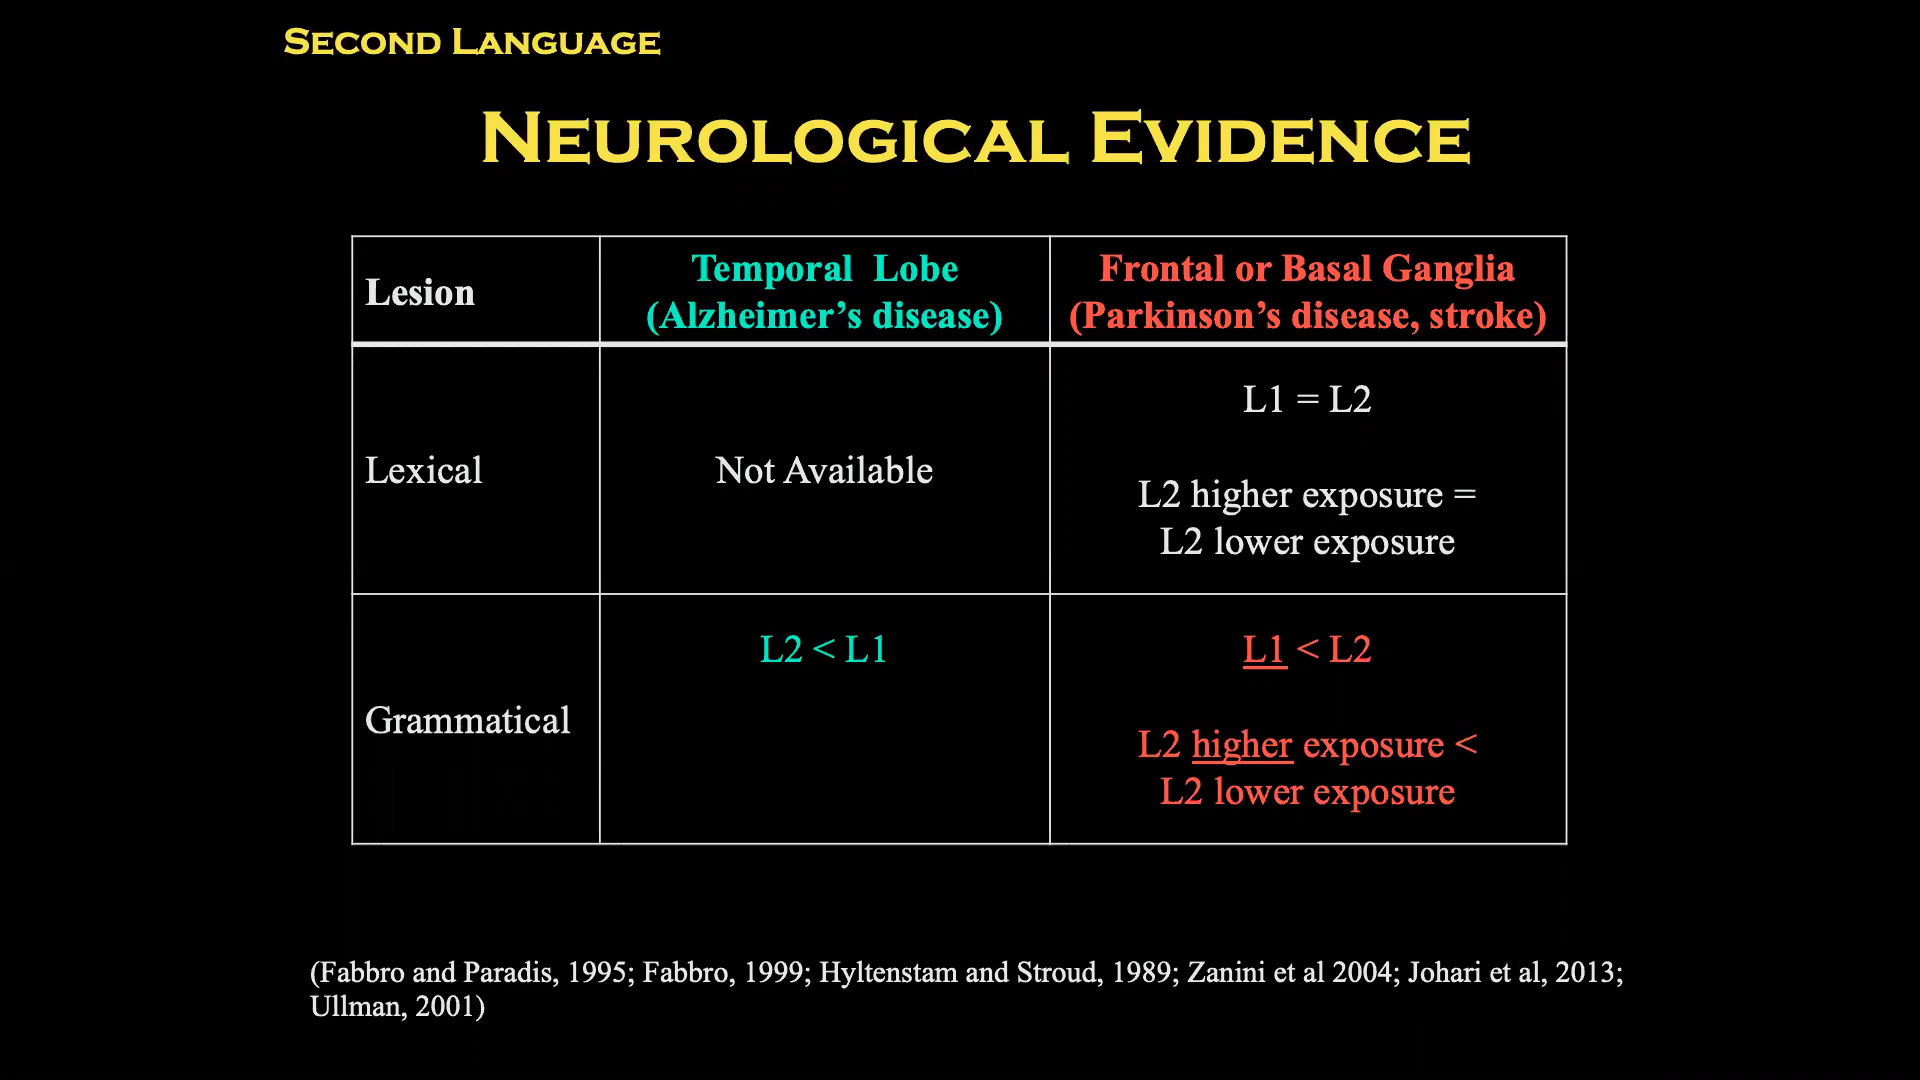 SECOND LANGUAGE
NEUROLOGICAL EVIDENCE
Lesion
Temporal Lobe
(Alzheimer’s disease)
Frontal or Basal Ganglia
(Parkinson’s disease, stroke)
Lexical
Not Available
L1 = L2
L2 higher exposure =
L2 lower exposure
Grammatical
L2 < L1
L1 < L2
L2 higher exposure <
L2 lower exposure
(Fabbro and Paradis, 1995; Fabbro, 1999; Hyltenstam and Stroud, 1989; Zanini et al 2004; Johari et al, 2013;
Ullman, 2001)